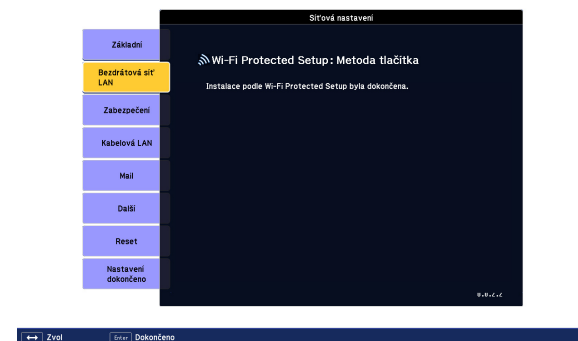 Síťová nastavení
Základní
Bezdrátová síť
LAN
Zabezpečení
Kabelová LAN
Mail
Další
Reset
Nastavení
dokončeno
Wi-Fi Protected Setup: Metoda tlačítka
Instalace podle Wi-Fi Protected Setup byla dokončena.
Zvol
Enter Dokončeno